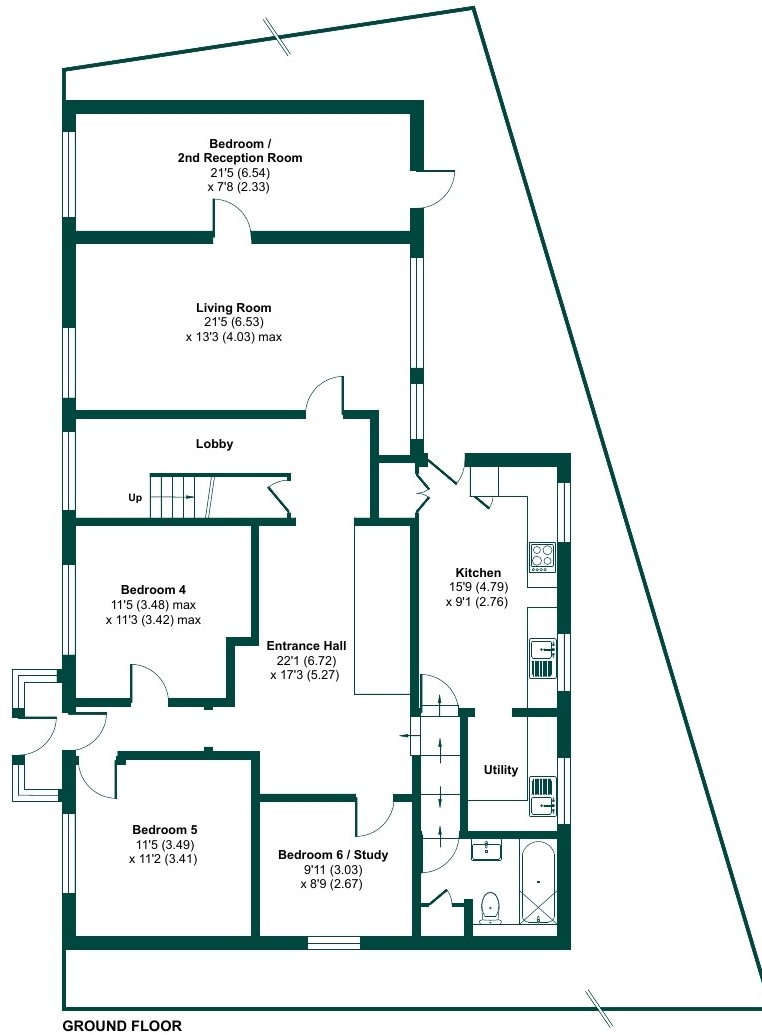 Bedroom /
2nd Reception Room
21'5 (6.54)
x 7'8 (2.33)
Living Room
21'5 (6.53)
x 13'3 (4.03) max
Lobby
Up
Kitchen
15'9 (4.79)
x 9'1 (2.76)
Bedroom 4
11'5 (3.48) max
x 11'3 (3.42) max
Entrance Hall
22'1 (6.72)
x 17'3 (5.27)
Utility
Bedroom 5
11'5 (3.49)
x 11'2 (3.41)
Bedroom 6 / Study
9'11 (3.03)
x 8'9 (2.67)
GROUND FLOOR